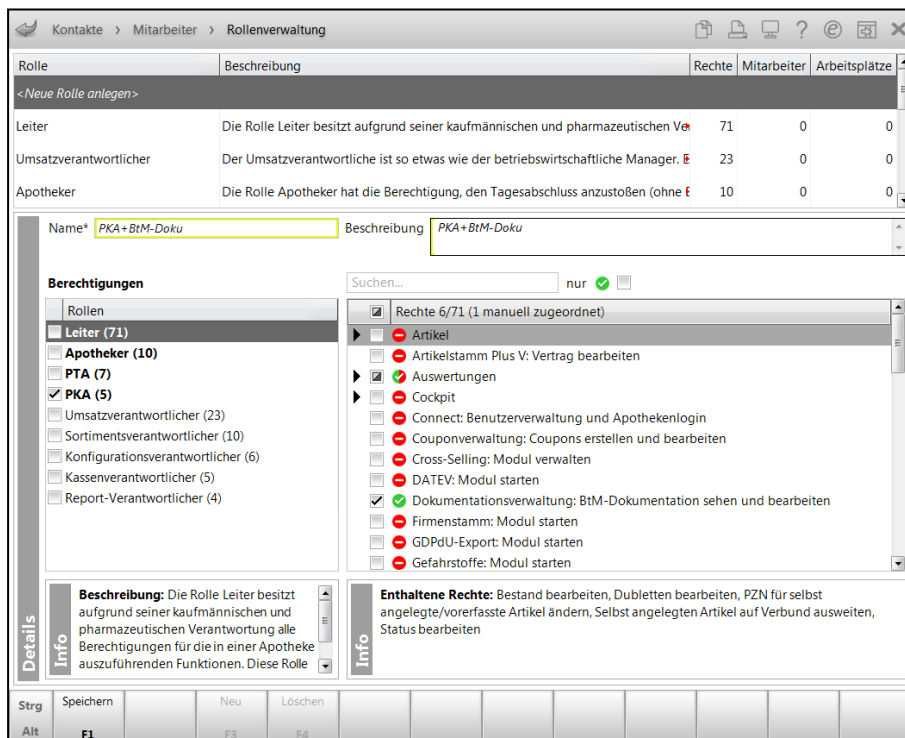 Kontakte > Mitarbeiter > Rollenverwaltung
Rolle Beschreibung Rechte Mitarbeiter Arbeitsplätze
<Neue Rolle anlegen>
Leiter Die Rolle Leiter besitzt aufgrund seiner kaufmännischen und pharmazeutischen 71 0 0
Umsatzverantwortlicher Der Umsatzverantwortliche ist so etwas wie der betriebswirtschaftliche Manager. 23 0 0
Apotheker Die Rolle Apotheker hat die Berechtigung, den Tagesabschluss anzustoßen (ohne 10 0 0
Name* PKA+BtM-Doku Beschreibung PKA+BtM-Doku
Berechtigungen Suchen... nur
Rollen
Leiter (71)
Apotheker (10)
PTA (7)
PKA (5)
Umsatzverantwortlicher (23)
Sortimentsverantwortlicher (10)
Konfigurationsverantwortlicher (6)
Kassenverantwortlicher (5)
Report-Verantwortlicher (4)
Rechte 6/71 (1 manuell zugeordnet)
Artikel
Artikelstamm Plus V: Vertrag bearbeiten
Auswertungen
Cockpit
Connect: Benutzerverwaltung und Apothekenlogin
Couponverwaltung: Coupons erstellen und bearbeiten
Cross-Selling: Modul verwalten
DATEV: Modul starten
Dokumentationsverwaltung: BtM-Dokumentation sehen und bearbeiten
Firmenstamm: Modul starten
GDPdU-Export: Modul starten
Gefahrstoffe: Modul starten
Details
Info
Beschreibung: Die Rolle Leiter besitzt
aufgrund seiner kaufmännischen und
pharmazeutischen Verantwortung alle
Berechtigungen für die in einer Apotheke
auszuführenden Funktionen. Diese Rolle
Info
Enthaltene Rechte: Bestand bearbeiten, Dubletten bearbeiten, PZN für selbst
angelegte/vorerfasste Artikel ändern, Selbst angelegten Artikel auf Verbund ausweiten,
Status bearbeiten
Strg Speichern Neu Löschen
Alt F1 F3 F4